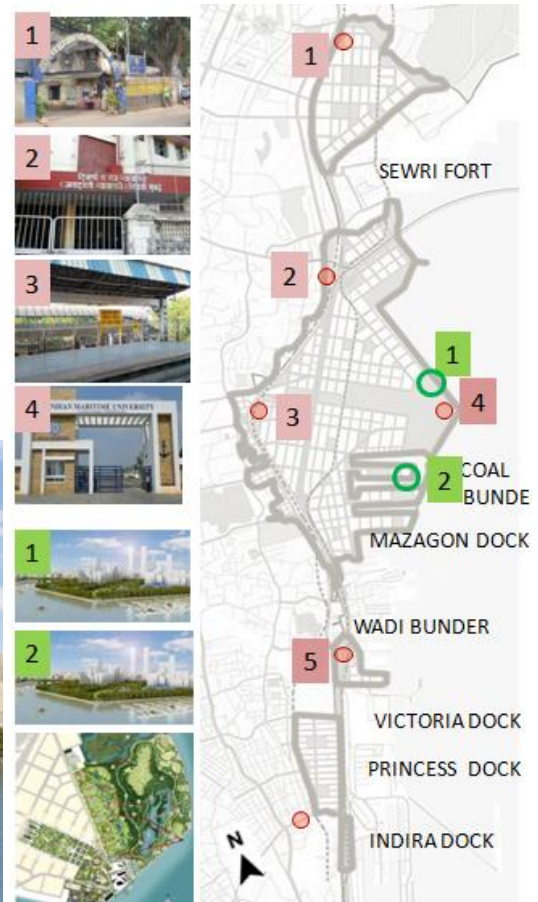 1
2
3
4
1
2
1
SEWRI FORT
2
1
3
4
2
COAL
BUNDE
MAZAGON DOCK
WADI BUNDER
5
VICTORIA DOCK
PRINCESS DOCK
INDIRA DOCK
N
INDIAN MARITIME UNIVERSITY